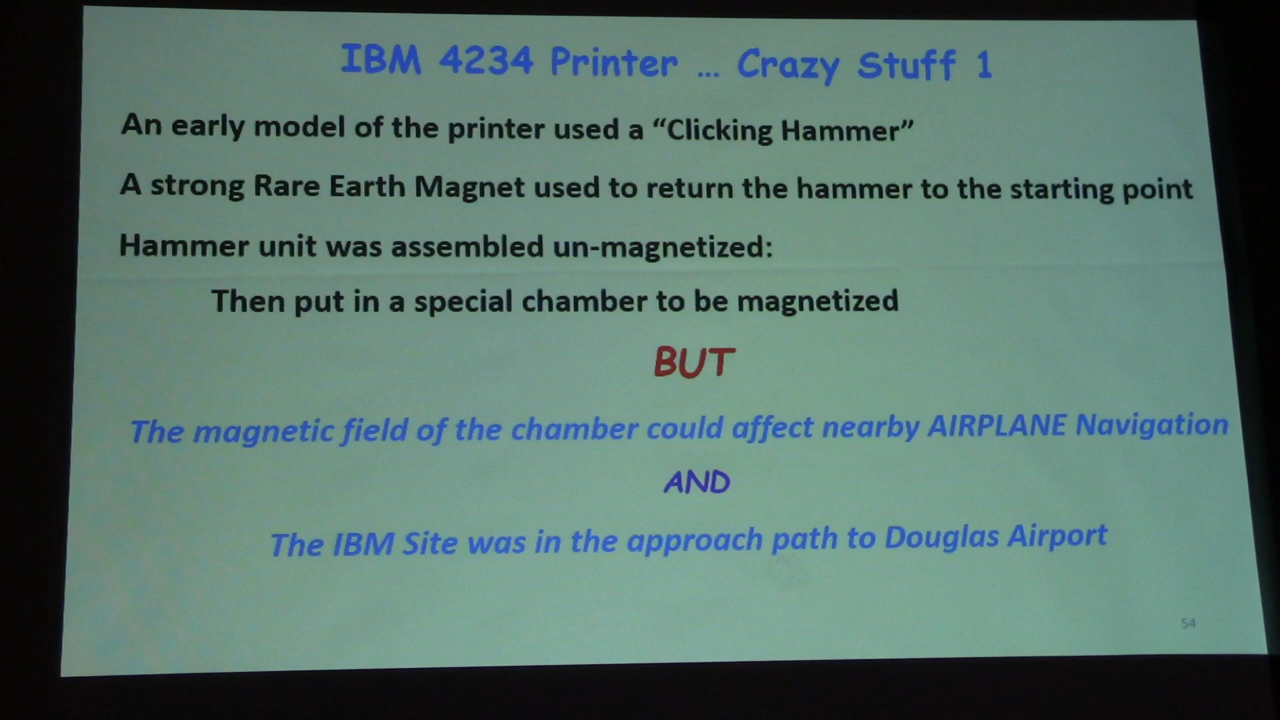 IBM 4234 Printer ... Crazy Stuff 1
An early model of the printer used a “Clicking Hammer”
A strong Rare Earth Magnet used to return the hammer to the starting point
Hammer unit was assembled un-magnetized:
Then put in a special chamber to be magnetized
BUT
The magnetic field of the chamber could affect nearby AIRPLANE Navigation
AND
The IBM Site was in the approach path to Douglas Airport
54